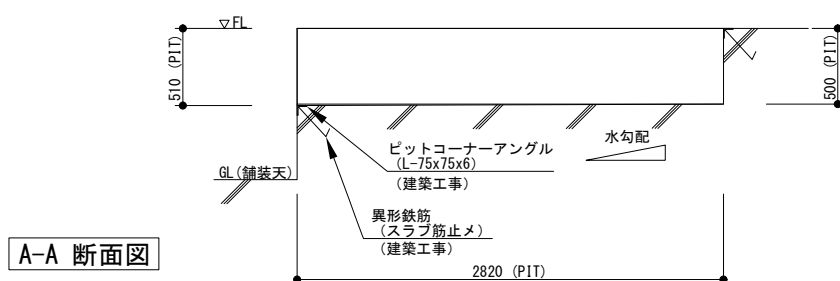 ▽FL
510 (PIT)
500 (PIT)
水勾配
ピットコーナーアングル
(L-75x75x6)
(建築工事)
GL(舗装天)
異形鉄筋
(スラブ筋止メ)
(建築工事)
A-A 断面図
2820 (PIT)